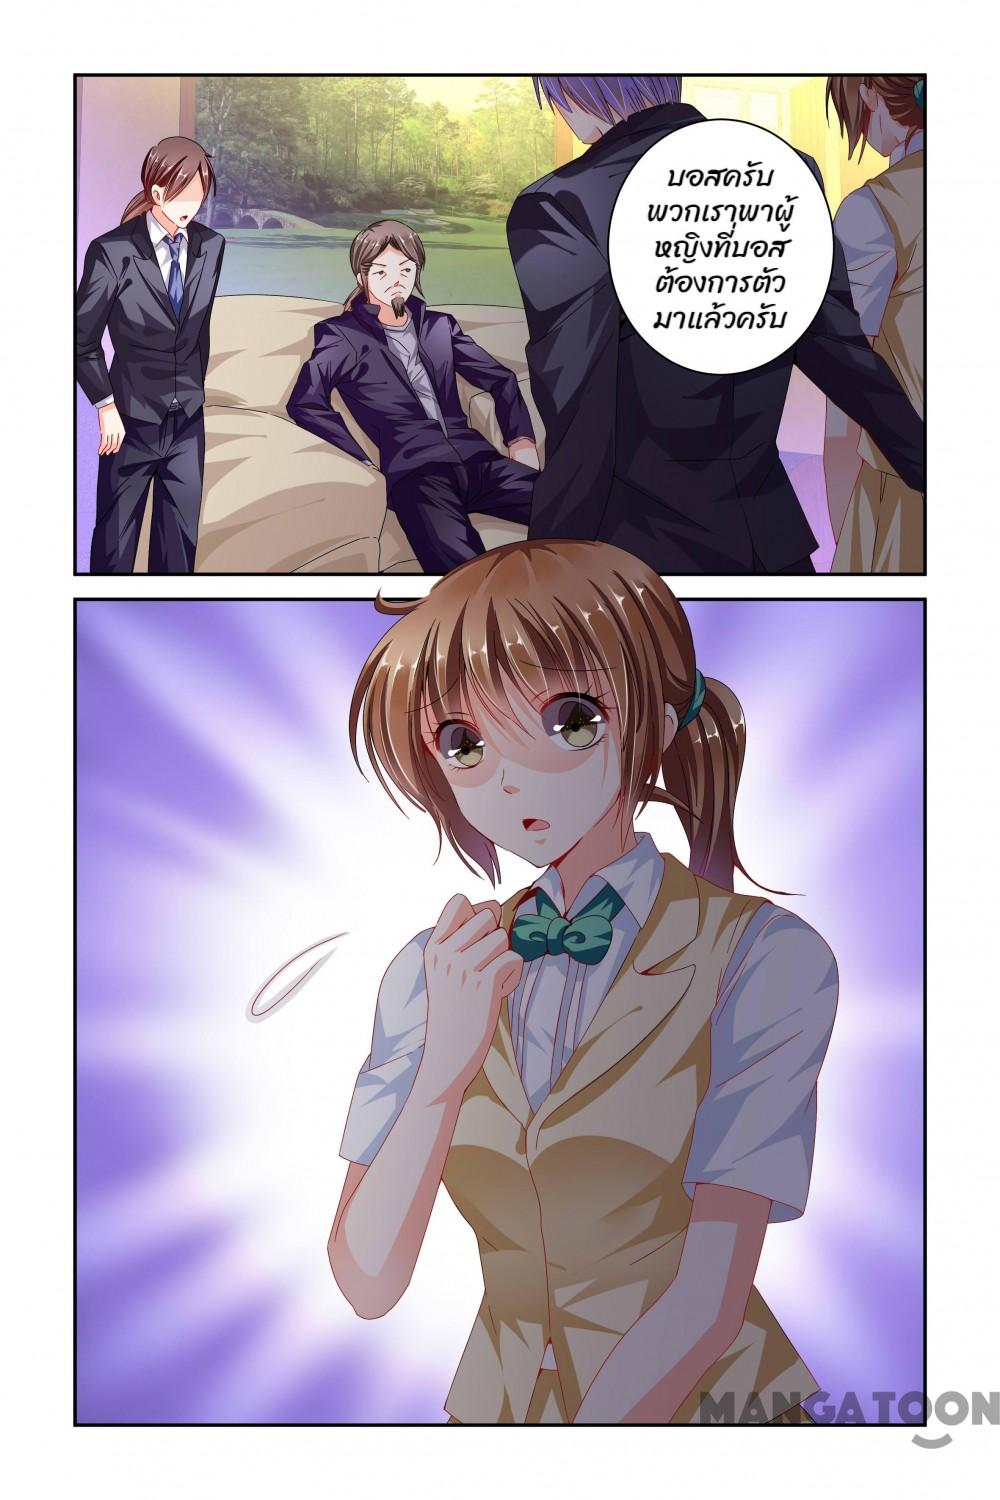 บอสครับ
พวกเราพาผู้
หญิงที่บอส
ต้องการตัว
มาแล้วครับ
MANGATOON